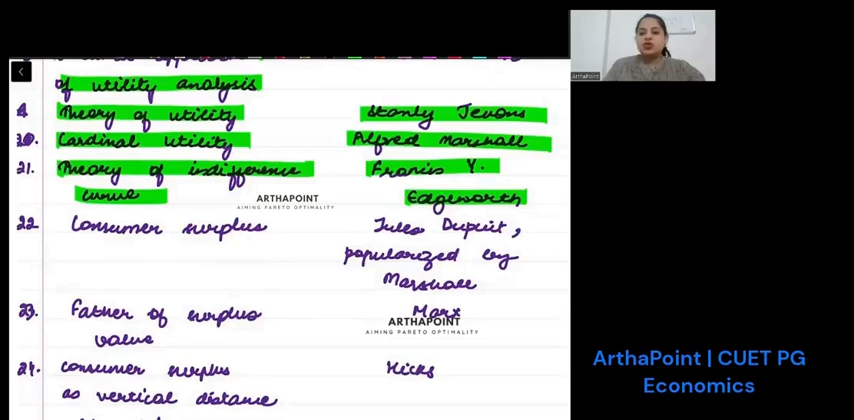 of utility analysis
Theory of utility Stanly Jevons
20. Cardinal utility Alfred Marshall
21. Theory of indifference Francis Y.
curve Edgeworth
ARTHAPOINT
AIMING PARETO OPTIMALITY
22 Consumer surplus Jules Dupuit,
popularized by
Marshall
23. Father of surplus Marx
value
ARTHAPOINT
AIMING PARETO OPTIMALITY
24. Consumer surplus Hicks
as vertical distance
ArthaPoint
ArthaPoint | CUET PG
Economics